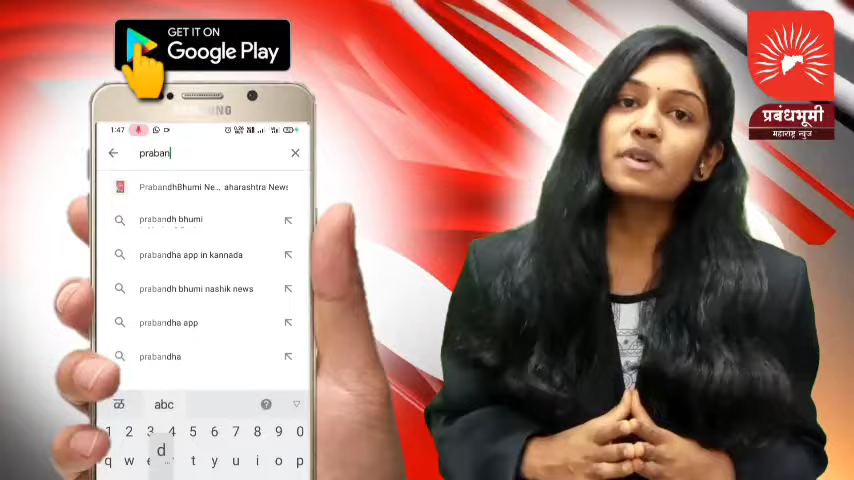 GET IT ON
Google Play
SAMSUNG
1:47
praban
PrabandhBhumi Ne... aharashtra News
prabandh bhumi
prabandha app in kannada
prabandh bhumi nashik news
prabandha app
prabandha
ळ abc
1 2 3 4 5 6 7 8 9 0
q w e t y u i o p
d
प्रबंधभूमी
महाराष्ट्र न्युज